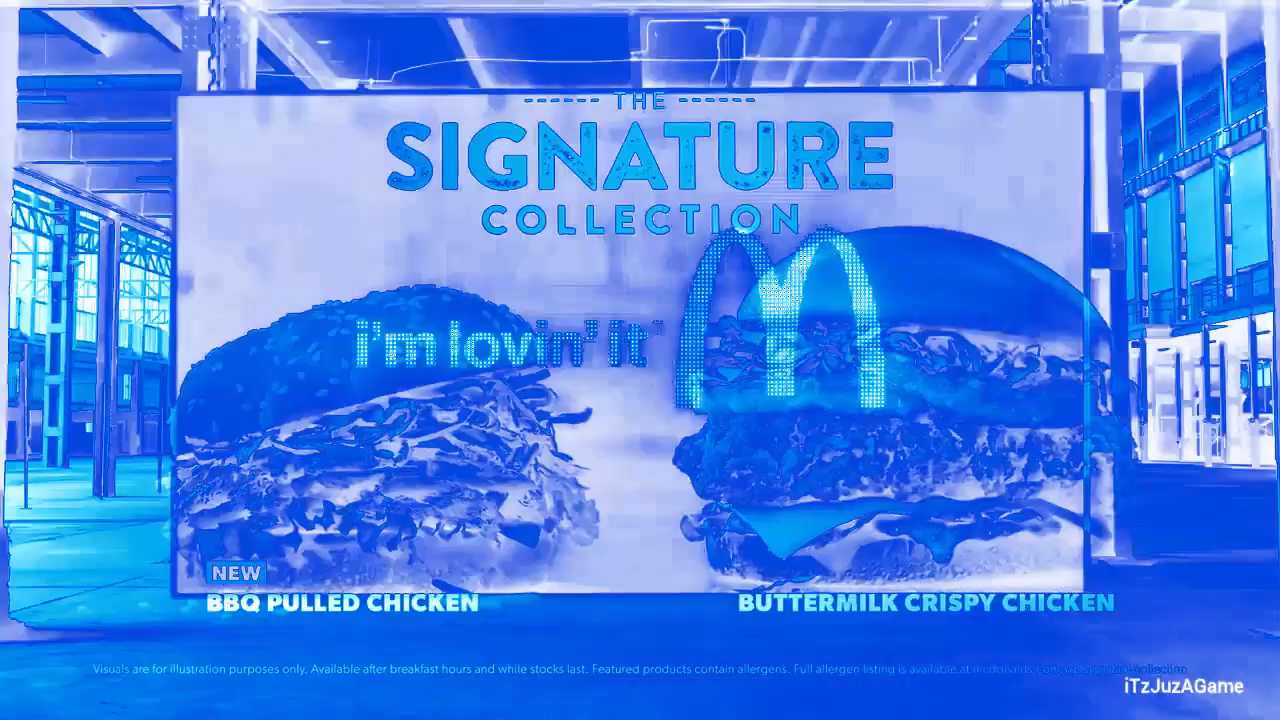 THE
SIGNATURE
COLLECTION
i'm lovin' it
NEW
BBQ PULLED CHICKEN
BUTTERMILK CRISPY CHICKEN
Visuals are for illustration purposes only. Available after breakfast hours and while stocks last. Featured products contain allergens. Full allergen listing is available at
iTzJuzAGame